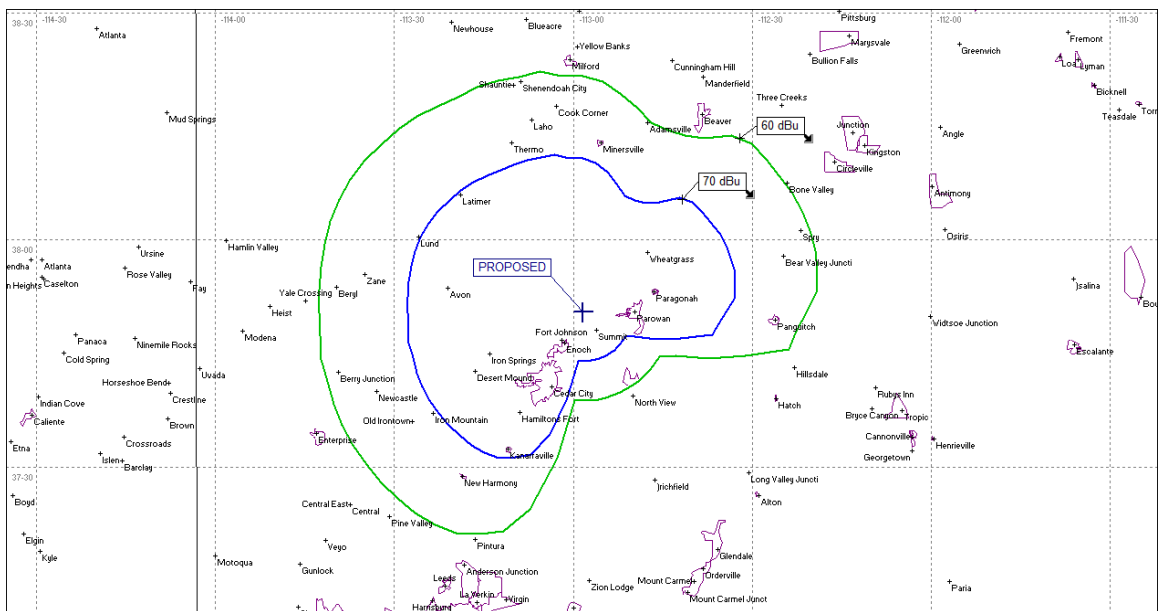 38-30
-114-30
-114-00
-113-30
-113-00
-112-30
-112-00
-111-30
Atlanta
Newhouse
Blueacre
Pittsburg
Marysvale
Fremont
Greenwich
Yellow Banks
Milford
Cunningham Hill
Bullion Falls
Loa
Lyman
Shauntie
Shenandoah City
Manderfield
Bicknell
Three Creeks
Mud Springs
Cook Corner
Teasdale
Laho
Adamsville
Beaver
60 dBu
Junction
Angle
Thermo
Minersville
Kingston
Circleville
70 dBu
Bone Valley
Antimony
Latimer
38-00
Hamlin Valley
Lund
Spry
Osiris
Ursine
Wheatgrass
Bear Valley Juncti
Atlanta
Rose Valley
PROPOSED
Caselton
Fay
Zane
Yale Crossing
Beryl
Avon
Paragonah
Heist
Parowan
Panguitch
Widtsoe Junction
Panaca
Ninemile Rocks
Modena
Fort Johnson
Summit
Enoch
Escalante
Cold Spring
Iron Springs
Uvada
Berry Junction
Desert Mound
Hillsdale
Horseshoe Bend
Crestline
Newcastle
Cedar City
North View
Hatch
Rubys Inn
Indian Cove
Caliente
Brown
Old Irontown
Iron Mountain
Hamiltons Fort
Bryce Canyon
Tropic
Etna
Crossroads
Enterprise
Cannonville
Henrieville
Kanarraville
Georgetown
Islen
Barclay
37-30
New Harmony
Long Valley Juncti
Boyd
Central East
Central
Alton
Pine Valley
Elgin
Veyo
Pintura
Kyle
Motoqua
Gunlock
Anderson Junction
Glendale
Leeds
Zion Lodge
Orderville
Mount Carmel
Paria
Mount Carmel Junct
Virgin
Harrisburg